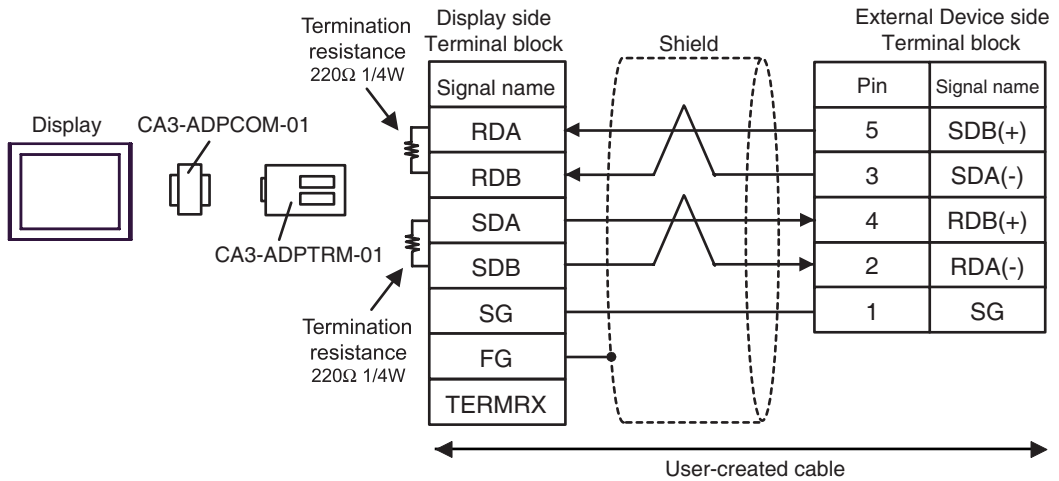 Termination
resistance
220Ω 1/4W
Display side
Terminal block
Shield
External Device side
Terminal block
Display
CA3-ADPCOM-01
CA3-ADPTRM-01
Signal name
RDA
RDB
SDA
SDB
SG
FG
TERMRX
Pin Signal name
5 SDB(+)
3 SDA(-)
4 RDB(+)
2 RDA(-)
1 SG
Termination
resistance
220Ω 1/4W
User-created cable